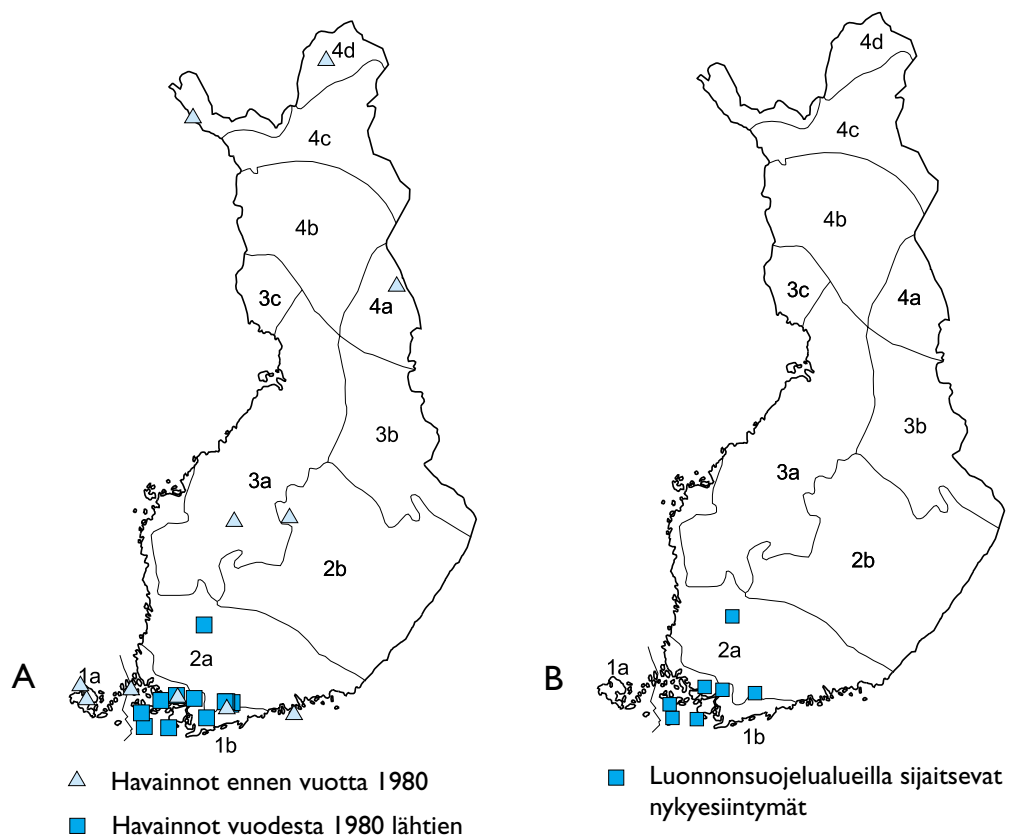 4d
4c
4b
3c
4a
3b
3a
2b
2a
1a
A
1b
Havainnot ennen vuotta 1980
Havainnot vuodesta 1980 lähtien
4d
4c
4b
3c
4a
3b
3a
2b
2a
1a
B
1b
Luonnonsuojelualueilla sijaitsevat
nykyesiintymät